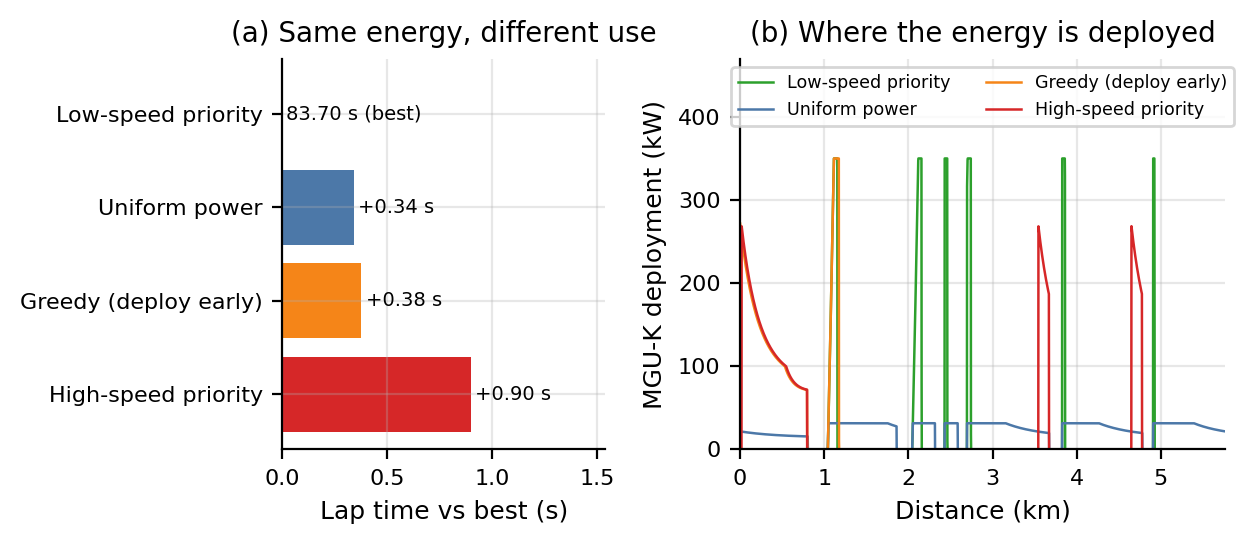 (a) Same energy, different use
Low-speed priority
83.70 s (best)
Uniform power
+0.34 s
Greedy (deploy early)
+0.38 s
High-speed priority
+0.90 s
0.0 0.5 1.0 1.5
Lap time vs best (s)
(b) Where the energy is deployed
Low-speed priority Greedy (deploy early)
Uniform power High-speed priority
MGU-K deployment (kW)
400
300
200
100
0
0 1 2 3 4 5
Distance (km)